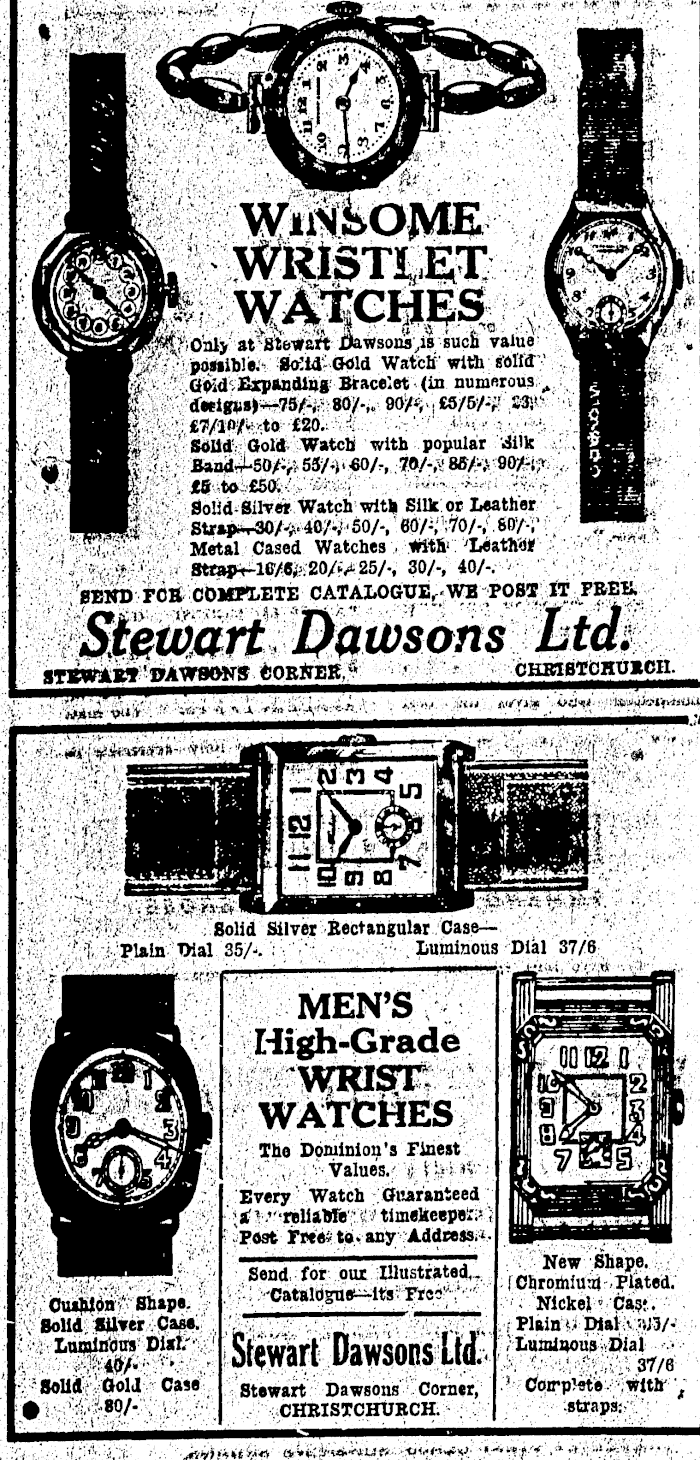 WINSOME
WRISTLET
WATCHES
Only at Stewart Dawsons is such value
possible. Solid Gold Watch with solid
Gold Expanding Bracelet (in numerous
designs)—75/-, 80/-, 90/-, £5/5/-,
£7/10/- to £20.
Solid Gold Watch with popular Silk
Band—50/-, 55/-, 60/-, 70/-, 85/-, 90/-,
£5 to £50.
Solid Silver Watch with Silk or Leather
Strap—30/-, 40/-, 50/-, 60/-, 70/-, 80/-,
Metal Cased Watches with Leather
Strap—16/6, 20/-, 25/-, 30/-, 40/-.
SEND FOR COMPLETE CATALOGUE, WE POST IT FREE.
Stewart Dawsons Ltd.
STEWART DAWSONS CORNER, CHRISTCHURCH.
Solid Silver Rectangular Case—
Plain Dial 35/-. Luminous Dial 37/6
MEN'S
High-Grade
WRIST
WATCHES
The Dominion's Finest
Values.
Every Watch Guaranteed
a reliable timekeeper.
Post Free to any Address.
Send for our Illustrated
Catalogue—its Free
Stewart Dawsons Ltd.
Stewart Dawsons Corner,
CHRISTCHURCH.
Cushion Shape.
Solid Silver Case.
Luminous Dial.
40/-
Solid Gold Case
80/-
New Shape.
Chromium Plated.
Nickel Case.
Plain Dial
Luminous Dial
37/6
Complete with
straps.